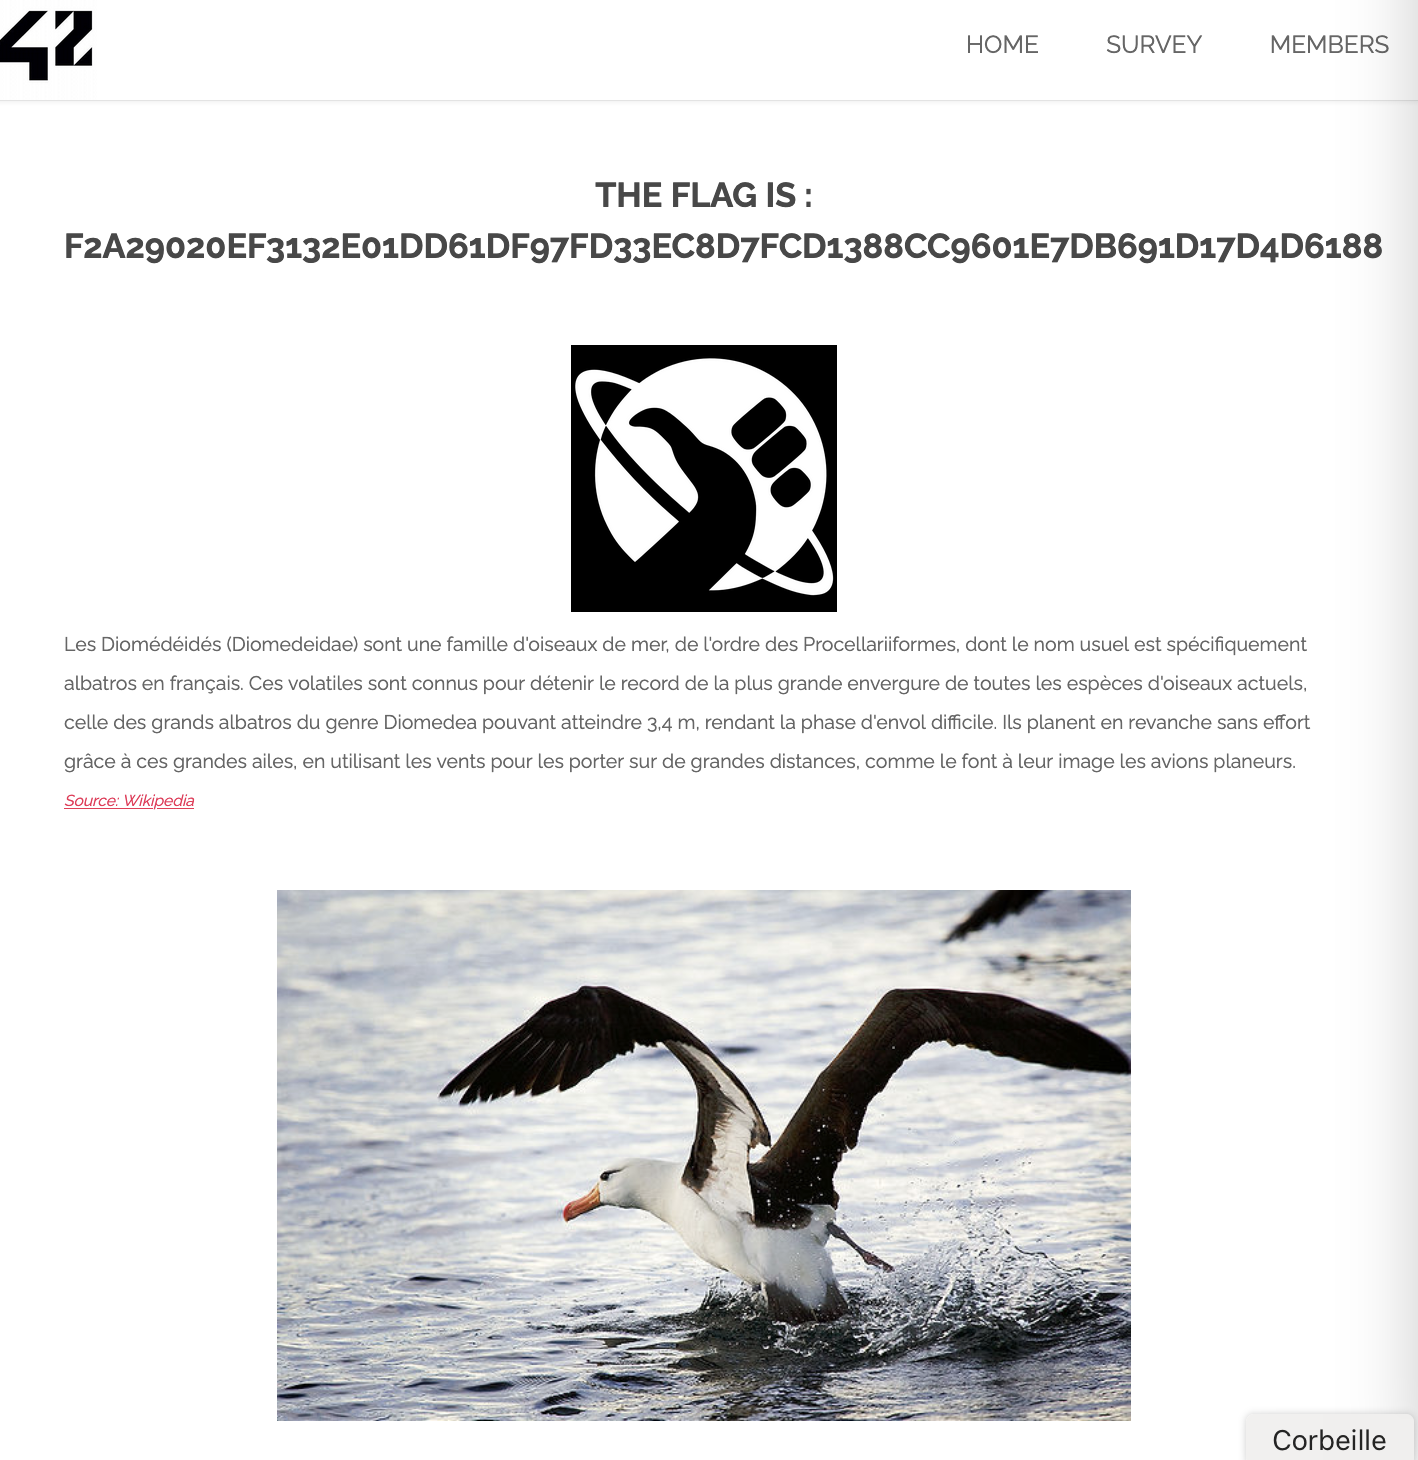 42
HOME SURVEY MEMBERS
THE FLAG IS :
F2A29020EF3132E01DD61DF97FD33EC8D7FCD1388CC9601E7DB691D17D4D6188
Les Diomédéidés (Diomedeidae) sont une famille d'oiseaux de mer, de l'ordre des Procellariiformes, dont le nom usuel est spécifiquement
albatros en français. Ces volatiles sont connus pour détenir le record de la plus grande envergure de toutes les espèces d'oiseaux actuels,
celle des grands albatros du genre Diomedea pouvant atteindre 3,4 m, rendant la phase d'envol difficile. Ils planent en revanche sans effort
grâce à ces grandes ailes, en utilisant les vents pour les porter sur de grandes distances, comme le font à leur image les avions planeurs.
Source: Wikipedia
Corbeille